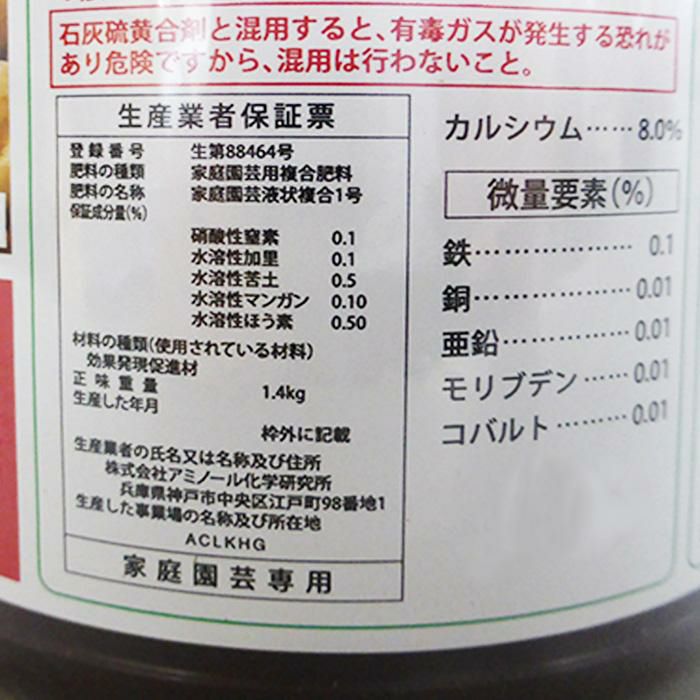 石灰硫黄合剤と混用すると、有毒ガスが発生する恐れが
あり危険ですから、混用は行わないこと。
生産業者保証票
登録番号 生第88464号
肥料の種類 家庭園芸用複合肥料
肥料の名称 家庭園芸液状複合1号
保証成分量(%)
硝酸性窒素 0.1
水溶性加里 0.1
水溶性苦土 0.5
水溶性マンガン 0.10
水溶性ほう素 0.50
材料の種類(使用されている材料)
効果発現促進材
正味重量 1.4kg
生産した年月
枠外に記載
生産業者の氏名又は名称及び住所
株式会社アミノール化学研究所
兵庫県神戸市中央区江戸町98番地1
生産した事業場の名称及び所在地
ACLKHG
家庭園芸専用
カルシウム……8.0%
微量要素(%)
鉄………………0.1
銅………………0.01
亜鉛……………0.01
モリブデン……0.01
コバルト………0.01